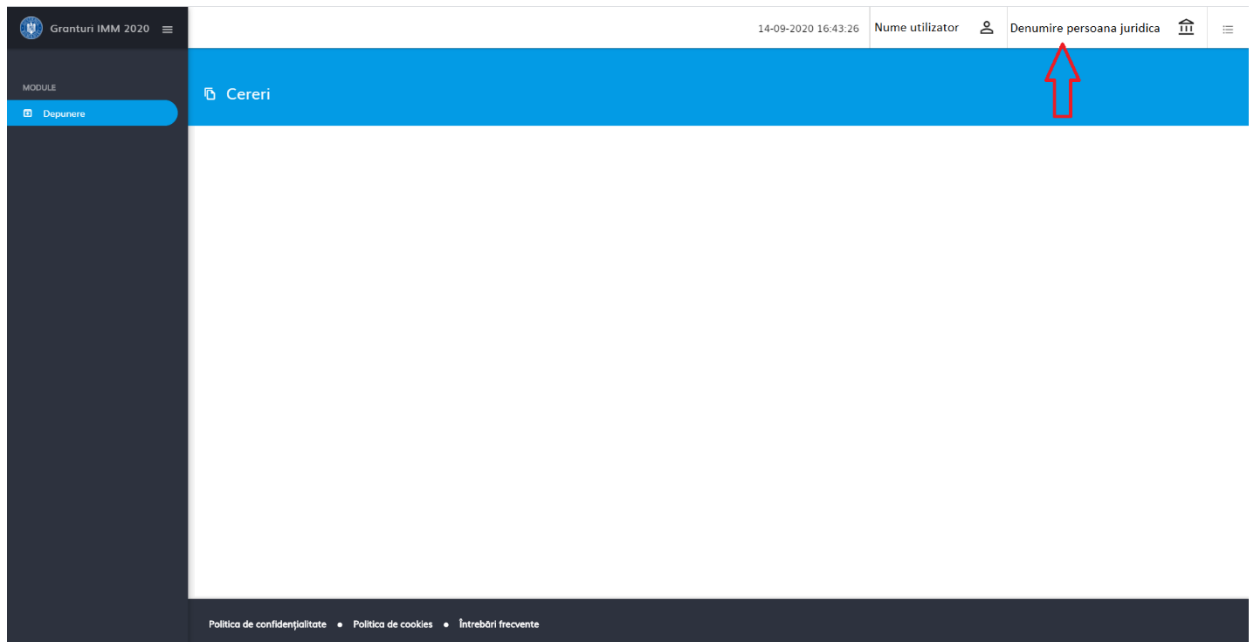 Granturi IMM 2020
14-09-2020 16:43:26 Nume utilizator Denumire persoana juridica
MODULE
Depunere
Cereri
Politica de confidențialitate • Politica de cookies • Întrebări frecvente